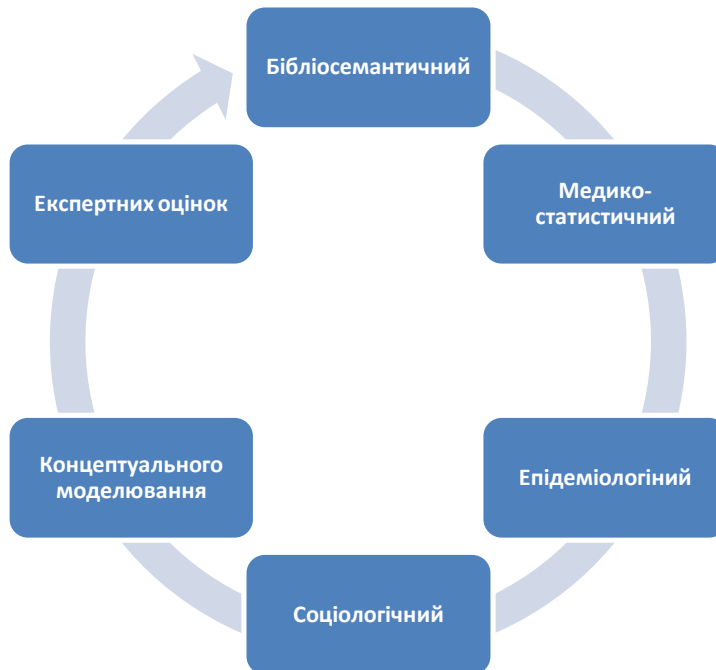 Бібліосемантичний
Медико-
статистичний
Епідеміологіний
Соціологічний
Концептуального
моделювання
Експертних оцінок